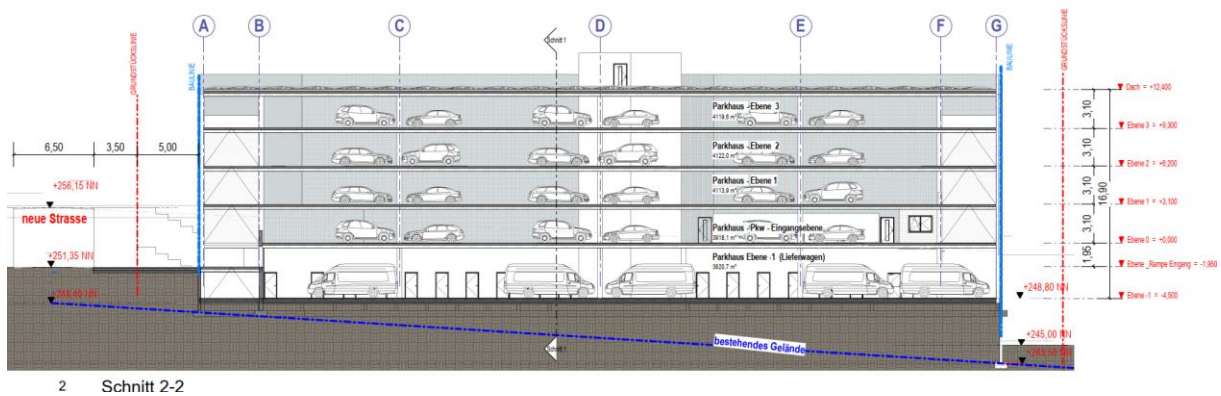 A B C D E F G
GRUNDSTÜCKSLINIE
BAULINIE
Schnitt 1
BAULINIE
GRUNDSTÜCKSLINIE
Dach = +12,400
3,10
Parkhaus - Ebene 3
4119,6 m²
Ebene 3 = +9,300
6,50 3,50 5,00
3,10
Parkhaus - Ebene 2
4122,0 m²
Ebene 2 = +6,200
+256,15 NN
3,10
16,90
Parkhaus - Ebene 1
4113,9 m²
Ebene 1 = +3,100
neue Strasse
3,10
Parkhaus - Pkw - Eingangsebene
3918,1 m²
Ebene 0 = +0,000
+251,35 NN
1,95
Parkhaus Ebene -1 (Lieferwagen)
3820,7 m²
Ebene _Rampe Eingang = -1,950
+248,80 NN
Ebene -1 = -4,500
bestehendes Gelände
+245,00 NN
Schnitt 1
2 Schnitt 2-2